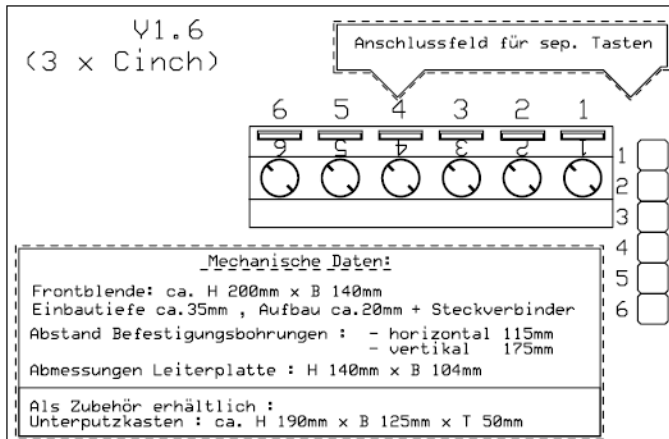 V1.6
(3 x Cinch)
Anschlussfeld für sep. Tasten
6 5 4 3 2 1
6 5 4 3 2 1
1
2
3
4
5
6
Mechanische Daten:
Frontblende: ca. H 200mm x B 140mm
Einbautiefe ca.35mm , Aufbau ca.20mm + Steckverbinder
Abstand Befestigungsbohrungen : - horizontal 115mm
- vertikal 175mm
Abmessungen Leiterplatte : H 140mm x B 104mm
Als Zubehör erhältlich :
Unterputzkasten : ca. H 190mm x B 125mm x T 50mm